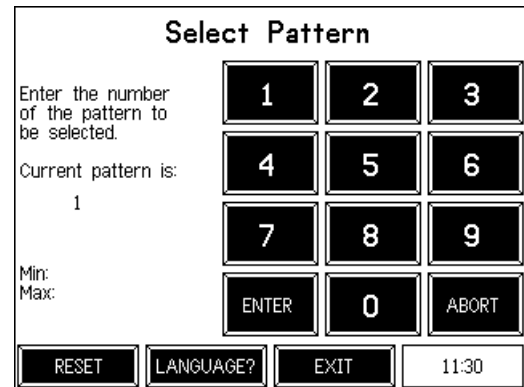 Select Pattern
Enter the number
of the pattern to
be selected.
Current pattern is:
1
Min:
Max:
1 2 3
4 5 6
7 8 9
ENTER 0 ABORT
RESET LANGUAGE? EXIT 11:30